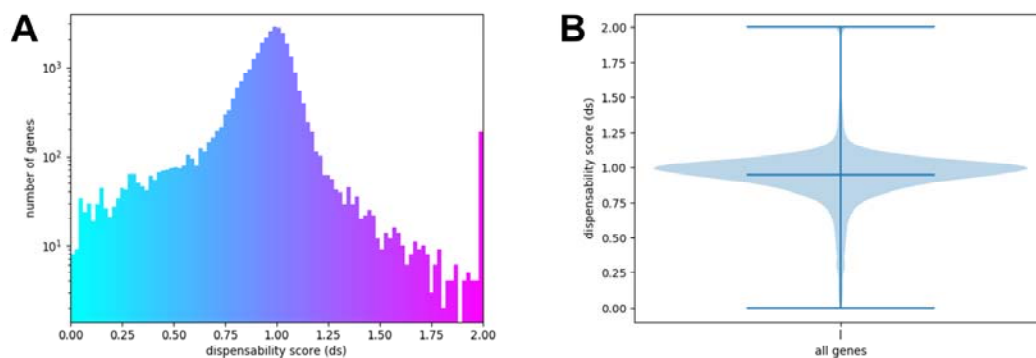 A
number of genes
10³
10²
10¹
0.00 0.25 0.50 0.75 1.00 1.25 1.50 1.75 2.00
dispensability score (ds)
B
dispensability score (ds)
2.00
1.75
1.50
1.25
1.00
0.75
0.50
0.25
0.00
all genes